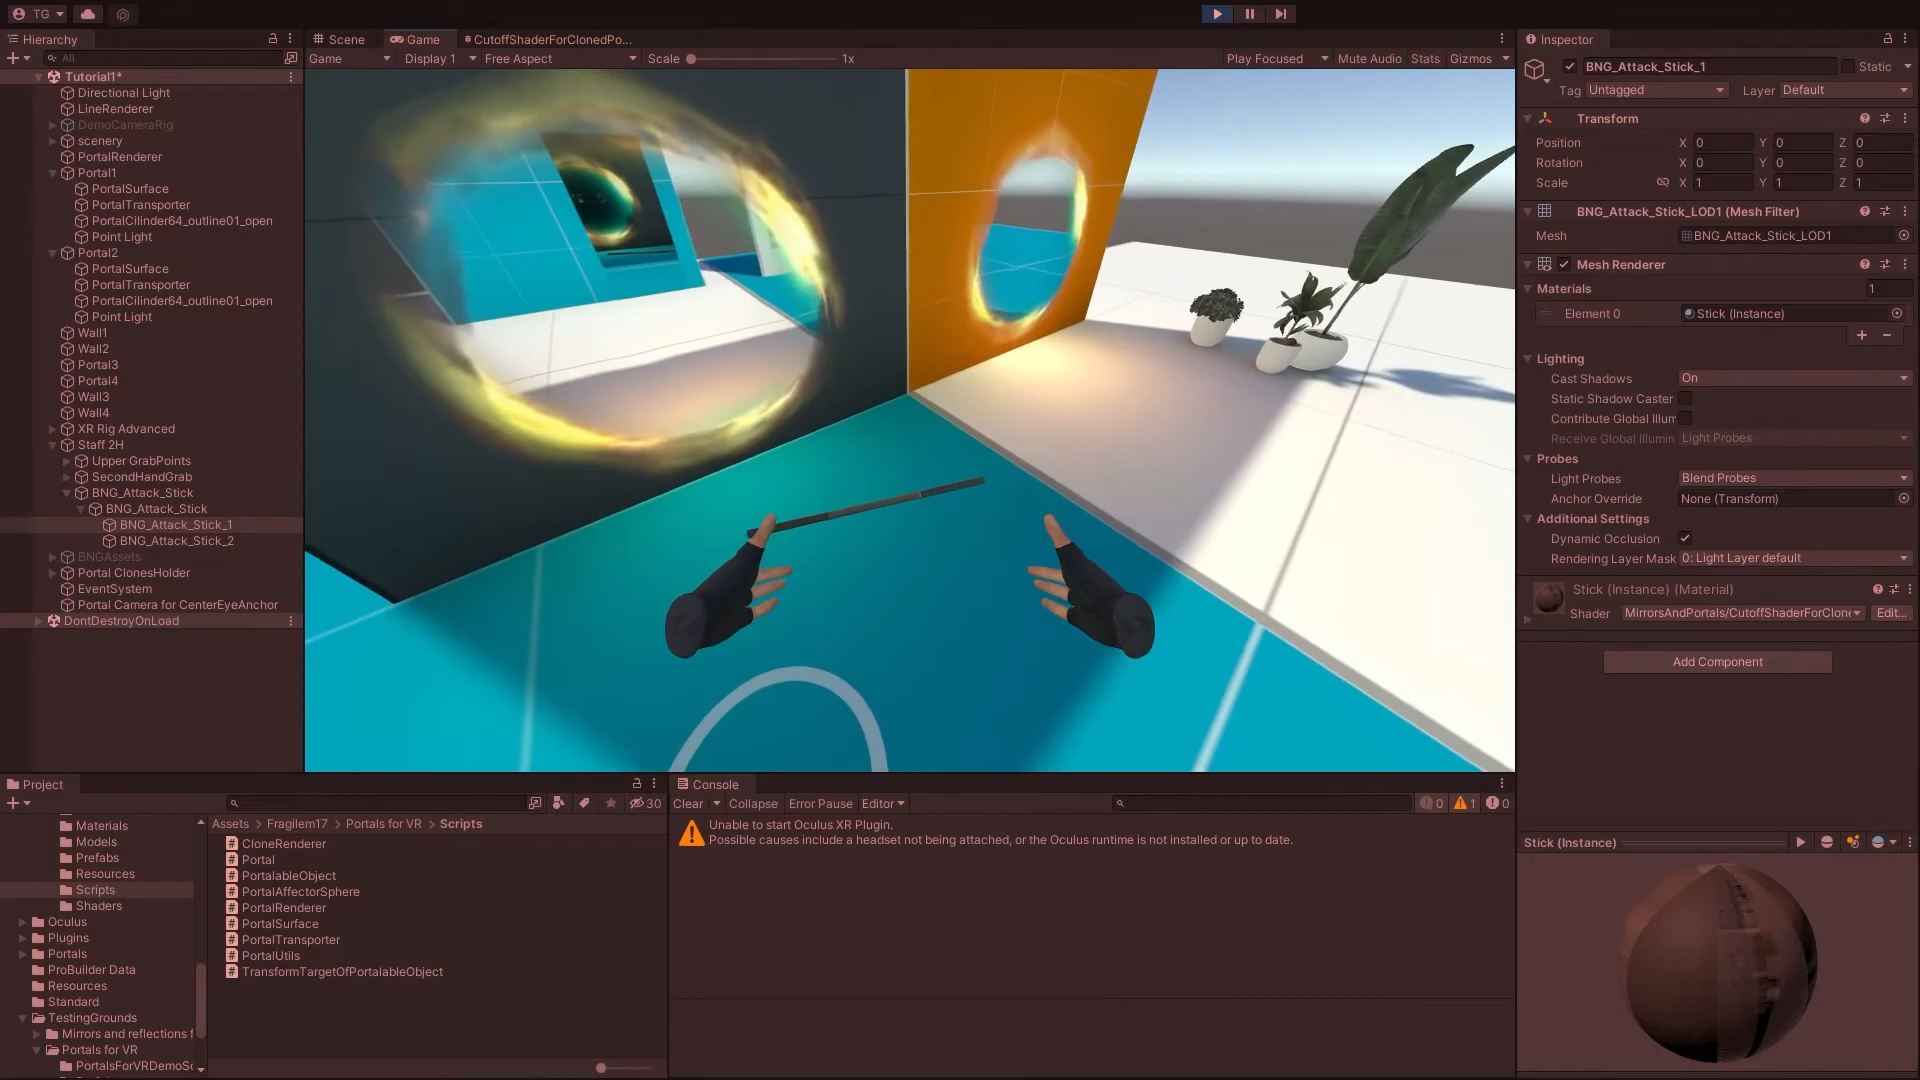 TG
Hierarchy
All
Tutorial1*
Directional Light
LineRenderer
DemoCameraRig
scenery
PortalRenderer
Portal1
PortalSurface
PortalTransporter
PortalCilinder64_outline01_open
Point Light
Portal2
PortalSurface
PortalTransporter
PortalCilinder64_outline01_open
Point Light
Wall1
Wall2
Portal3
Portal4
Wall3
Wall4
XR Rig Advanced
Staff 2H
Upper GrabPoints
SecondHandGrab
BNG_Attack_Stick
BNG_Attack_Stick
BNG_Attack_Stick_1
BNG_Attack_Stick_2
BNGAssets
Portal ClonesHolder
EventSystem
Portal Camera for CenterEyeAnchor
DontDestroyOnLoad
Scene Game CutoffShaderForClonedPo...
Game Display 1 Free Aspect Scale 1x Play Focused Mute Audio Stats Gizmos
Inspector
BNG_Attack_Stick_1 Static
Tag Untagged Layer Default
Transform
Position X 0 Y 0 Z 0
Rotation X 0 Y 0 Z 0
Scale X 1 Y 1 Z 1
BNG_Attack_Stick_LOD1 (Mesh Filter)
Mesh BNG_Attack_Stick_LOD1
Mesh Renderer
Materials 1
Element 0 Stick (Instance)
Lighting
Cast Shadows On
Static Shadow Caster
Contribute Global Illum
Receive Global Illumin Light Probes
Probes
Light Probes Blend Probes
Anchor Override None (Transform)
Additional Settings
Dynamic Occlusion
Rendering Layer Mask 0: Light Layer default
Stick (Instance) (Material)
Shader MirrorsAndPortals/CutoffShaderForClone Edit...
Add Component
Stick (Instance)
Project
30
Materials
Models
Prefabs
Resources
Scripts
Shaders
Oculus
Plugins
Portals
ProBuilder Data
Resources
Standard
TestingGrounds
Mirrors and reflections f
Portals for VR
PortalsForVRDemoSc
Assets > Fragilem17 > Portals for VR > Scripts
CloneRenderer
Portal
PortalableObject
PortalAffectorSphere
PortalRenderer
PortalSurface
PortalTransporter
PortalUtils
TransformTargetOfPortalableObject
Console
Clear Collapse Error Pause Editor 0 1 0
Unable to start Oculus XR Plugin.
Possible causes include a headset not being attached, or the Oculus runtime is not installed or up to date.